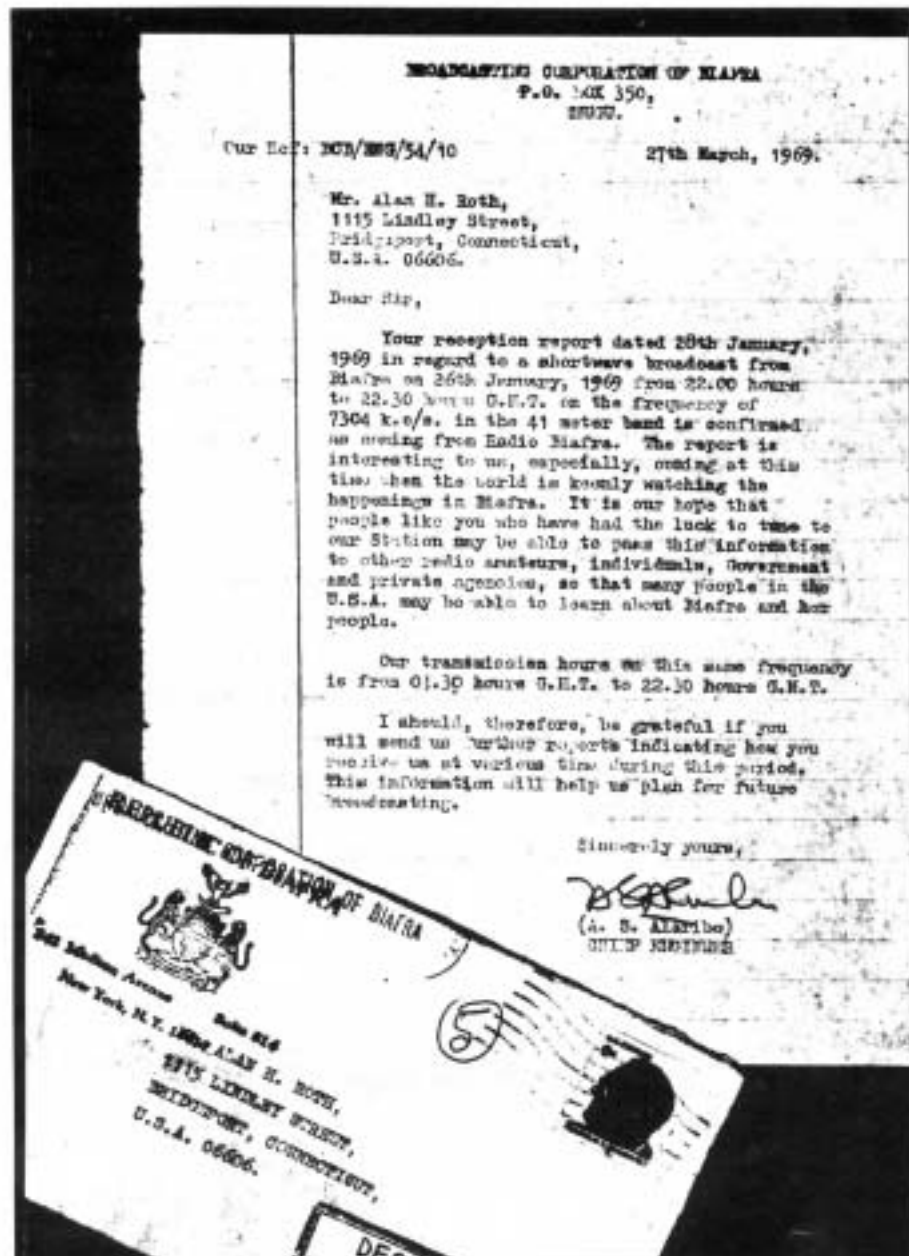 BROADCASTING CORPORATION OF BIAFRA
P.O. BOX 350,
ENUGU.
Our Ref: BCB/ENG/54/10 27th March, 1969.
Mr. Alan H. Roth,
1115 Lindley Street,
Bridgeport, Connecticut,
U.S.A. 06606.
Dear Sir,
Your reception report dated 28th January,
1969 in regard to a shortwave broadcast from
Biafra on 26th January, 1969 from 22.00 hours
to 22.30 hours G.M.T. on the frequency of
7304 k.c/s. in the 41 meter band is confirmed
as coming from Radio Biafra. The report is
interesting to us, especially, coming at this
time when the world is keenly watching the
happenings in Biafra. It is our hope that
people like you who have had the luck to tune to
our Station may be able to pass this information
to other radio amateurs, individuals, Government
and private agencies, so that many people in the
U.S.A. may be able to learn about Biafra and her
people.
Our transmission hours on this same frequency
is from 01.30 hours G.M.T. to 22.30 hours G.M.T.
I should, therefore, be grateful if you
will send us further reports indicating how you
receive us at various time during this period.
This information will help us plan for future
broadcasting.
Sincerely yours,
(A. S. Alaribe)
CHIEF ENGINEER
OF BIAFRA
Avenue
Suite
New York, N.Y.
ALAN H. ROTH,
1115 LINDLEY STREET,
BRIDGEPORT, CONNECTICUT,
U.S.A. 06606.
5